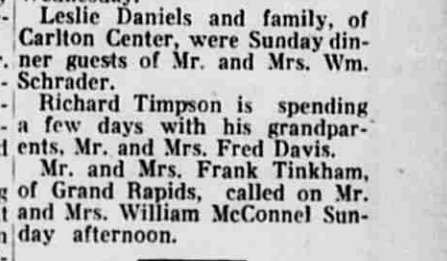 Leslie Daniels and family, of
Carlton Center, were Sunday din-
ner guests of Mr. and Mrs. Wm.
Schrader.
Richard Timpson is spending
a few days with his grandpar-
ents, Mr. and Mrs. Fred Davis.
Mr. and Mrs. Frank Tinkham,
of Grand Rapids, called on Mr.
and Mrs. William McConnel Sun-
day afternoon.